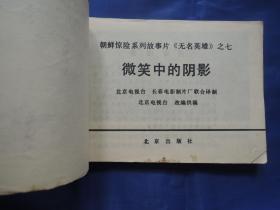 朝鲜惊险系列故事片《无名英雄》之七
微笑中的阴影
北京电视台 长春电影制片厂联合译制
北京电视台 改编供稿
北京出版社